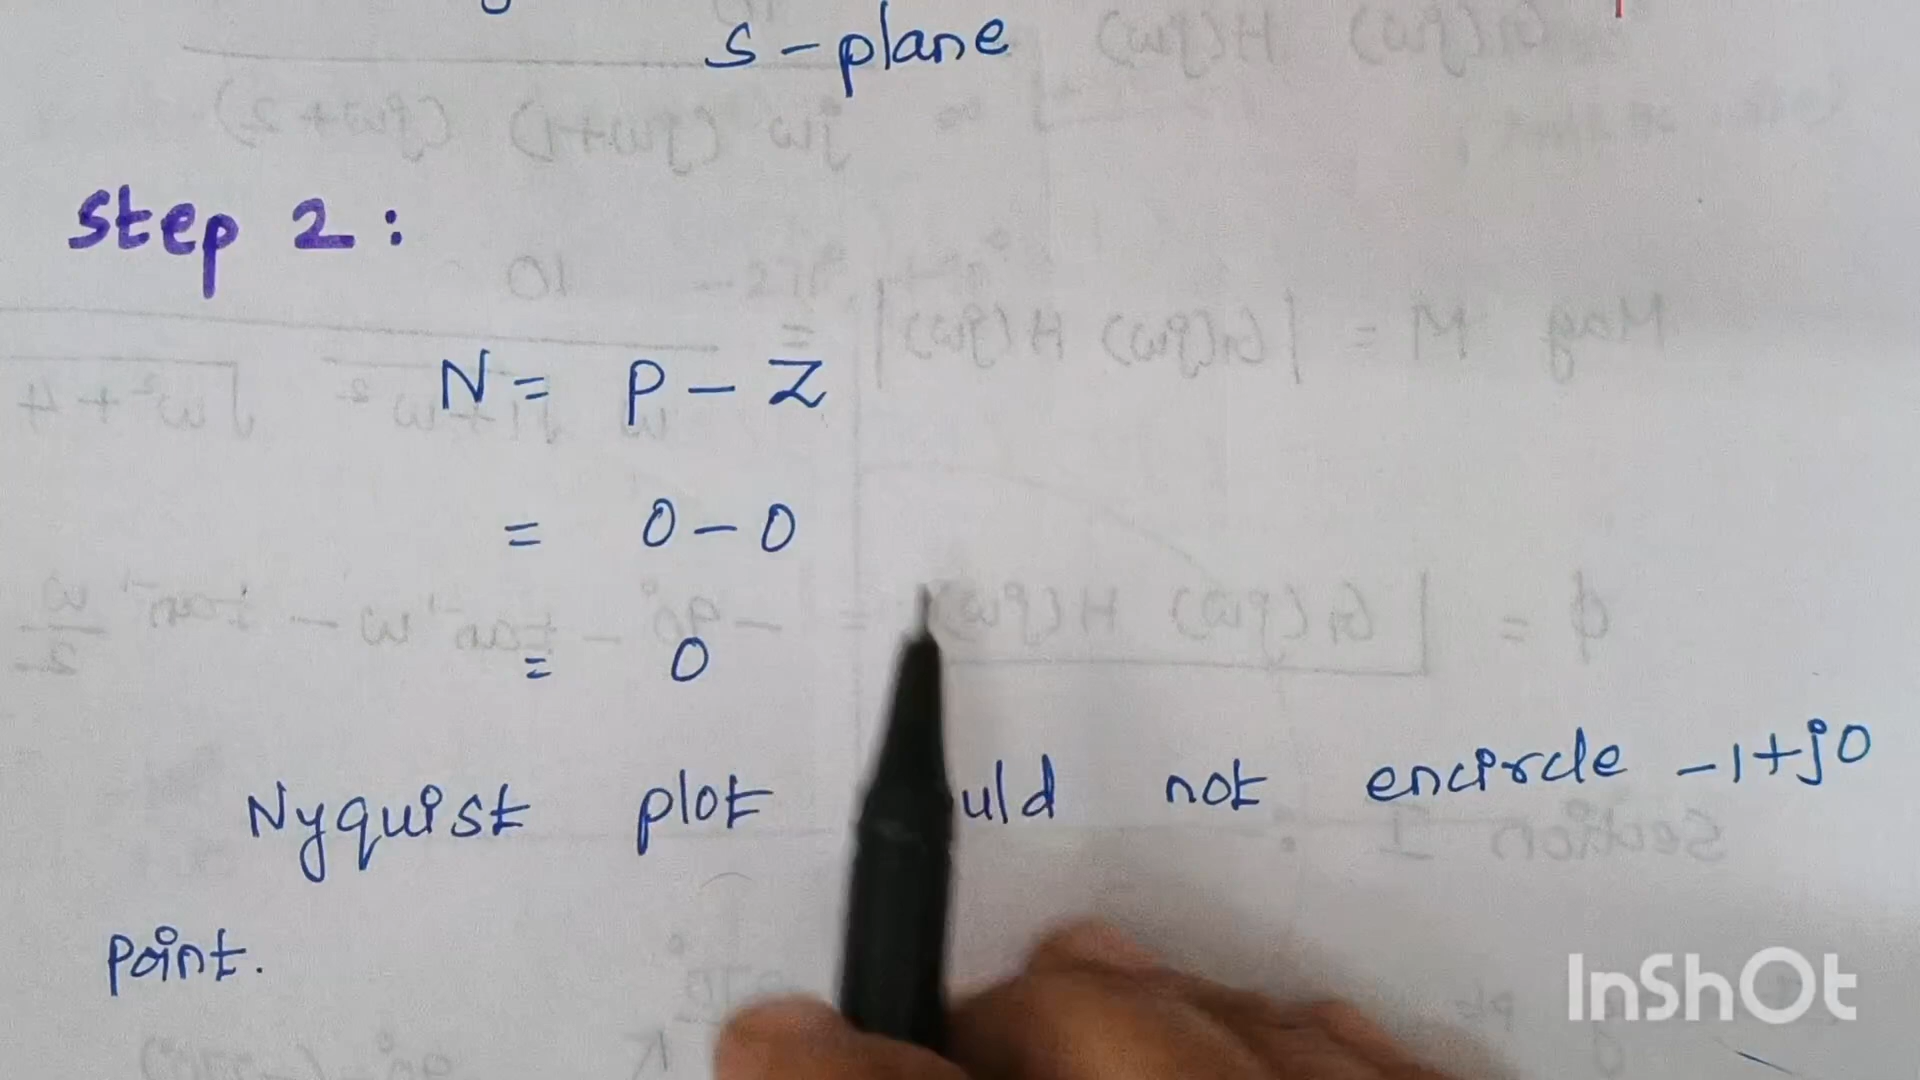 s-plane
Step 2:
N = P - Z
= 0 - 0
= 0
Nyquist plot uld not encircle -1+j0
point.
InShOt